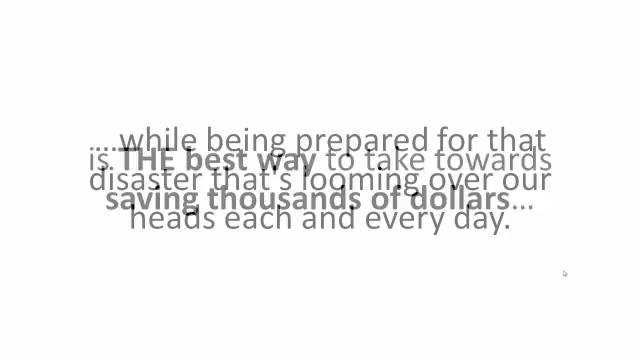 ....while being prepared for that
is THE best way to take towards
disaster that's looming over our
saving thousands of dollars...
heads each and every day.